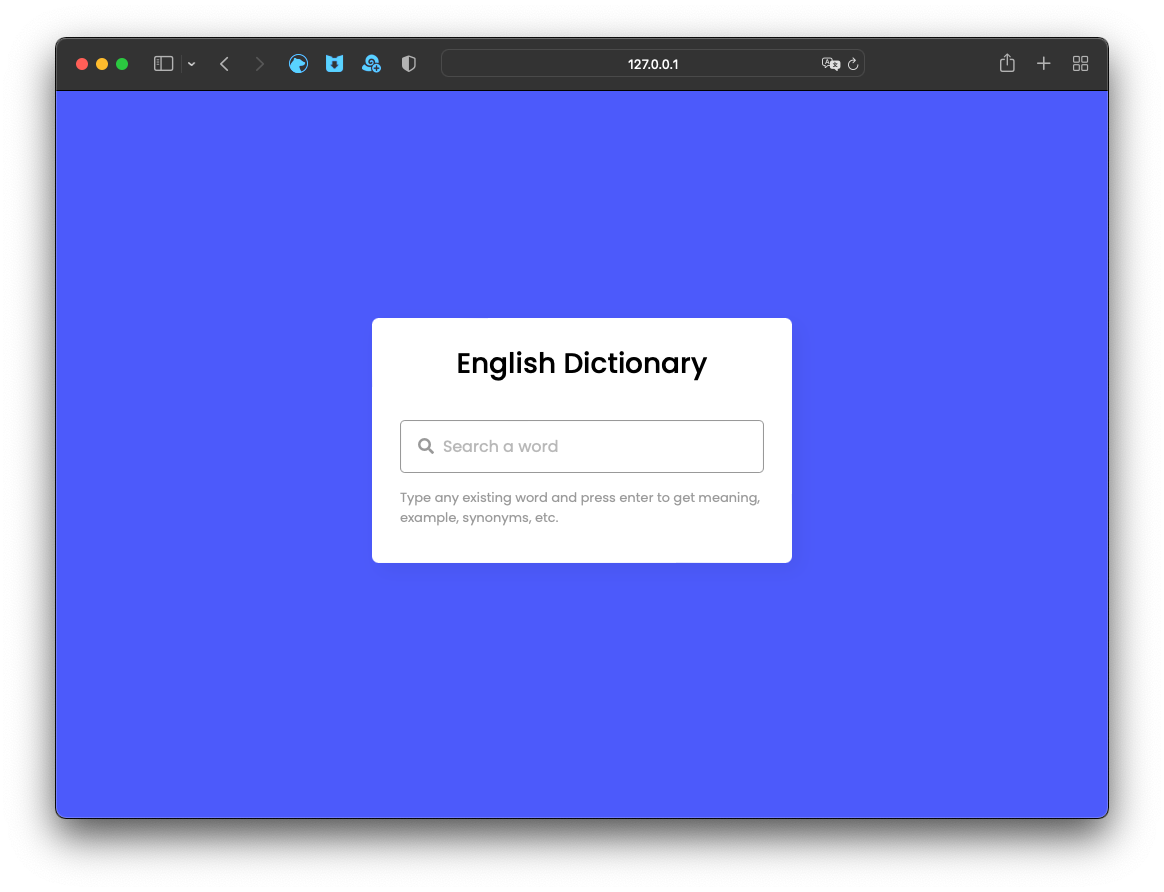 127.0.0.1
English Dictionary
Search a word
Type any existing word and press enter to get meaning,
example, synonyms, etc.